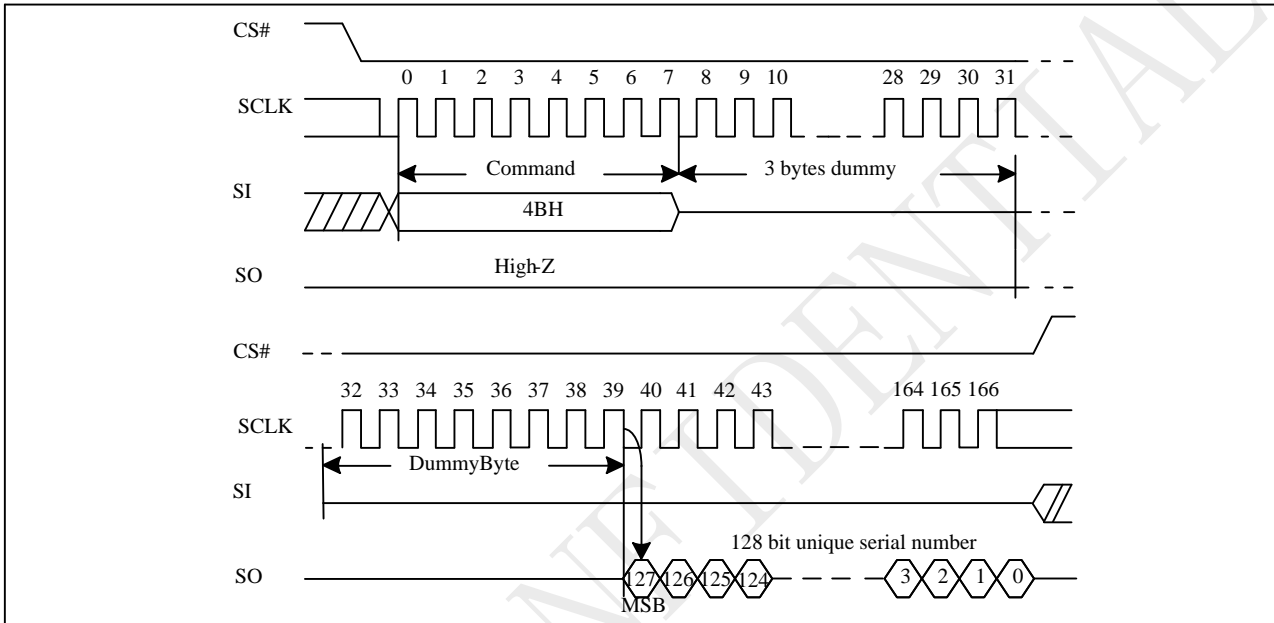 CS#
0 1 2 3 4 5 6 7 8 9 10 28 29 30 31
SCLK
Command 3 bytes dummy
SI
4BH
High-Z
SO
CS#
32 33 34 35 36 37 38 39 40 41 42 43 164 165 166
SCLK
DummyByte
SI
128 bit unique serial number
SO 127 126 125 124 3 2 1 0
MSB